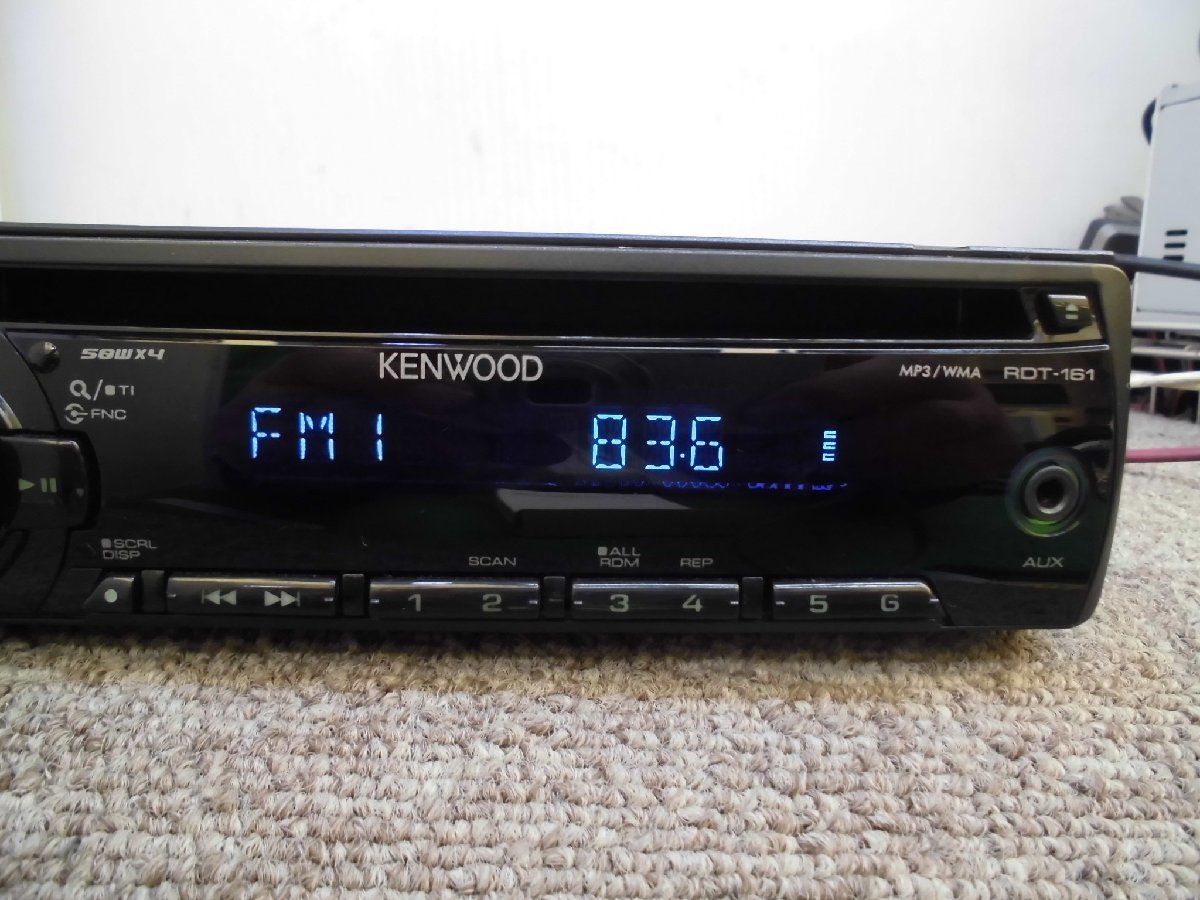 50WX4
KENWOOD
MP3/WMA RDT-161
/ TI
FNC
FM1 83.6
SCRL
DISP
SCAN
ALL
RDM
REP
AUX
1 2 3 4 5 6